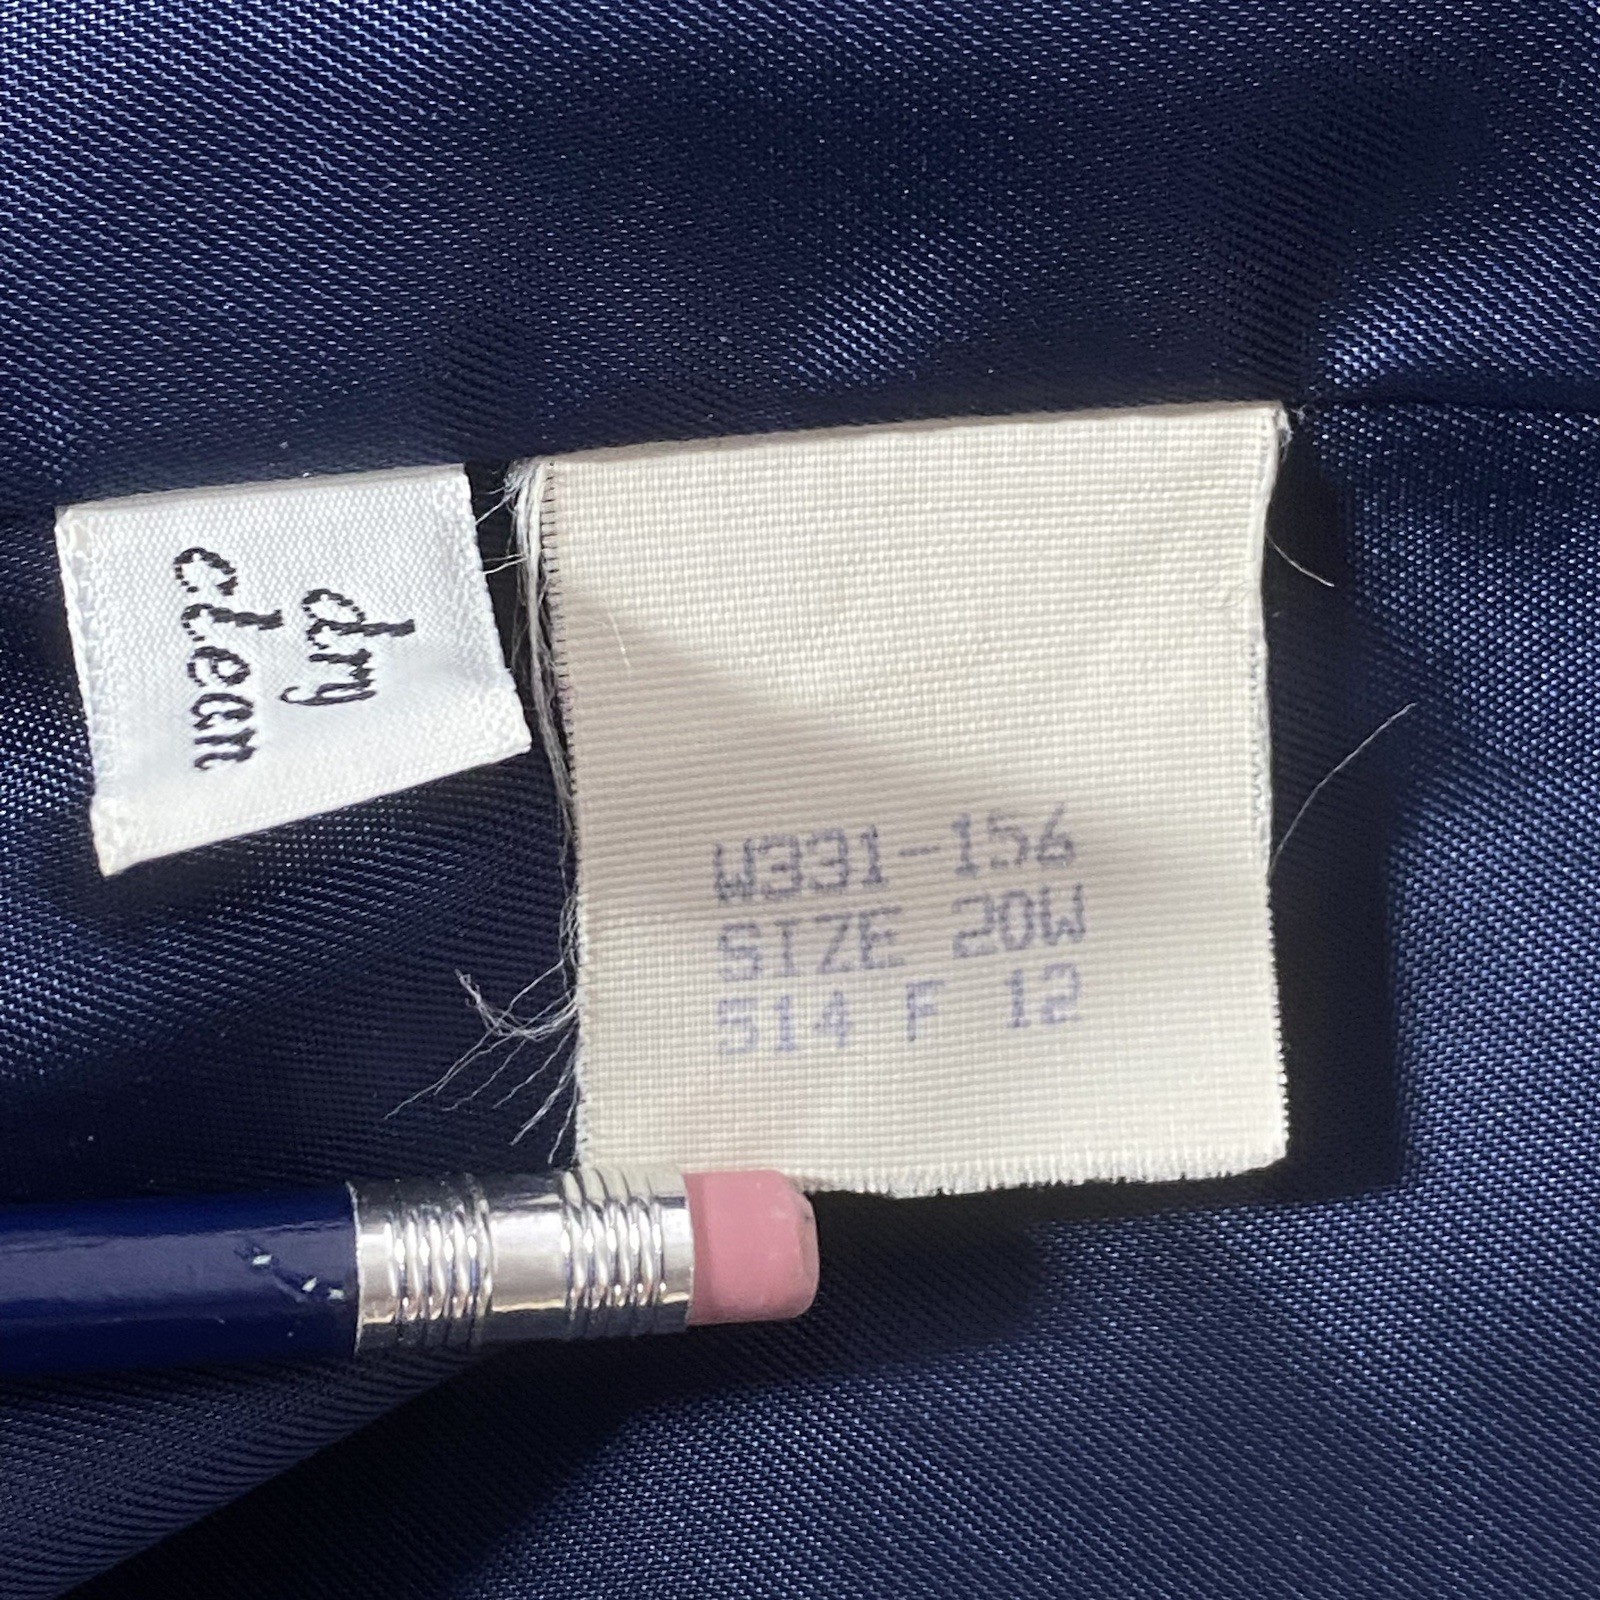 dry
clean
W331-156
SIZE 20W
514 F 12